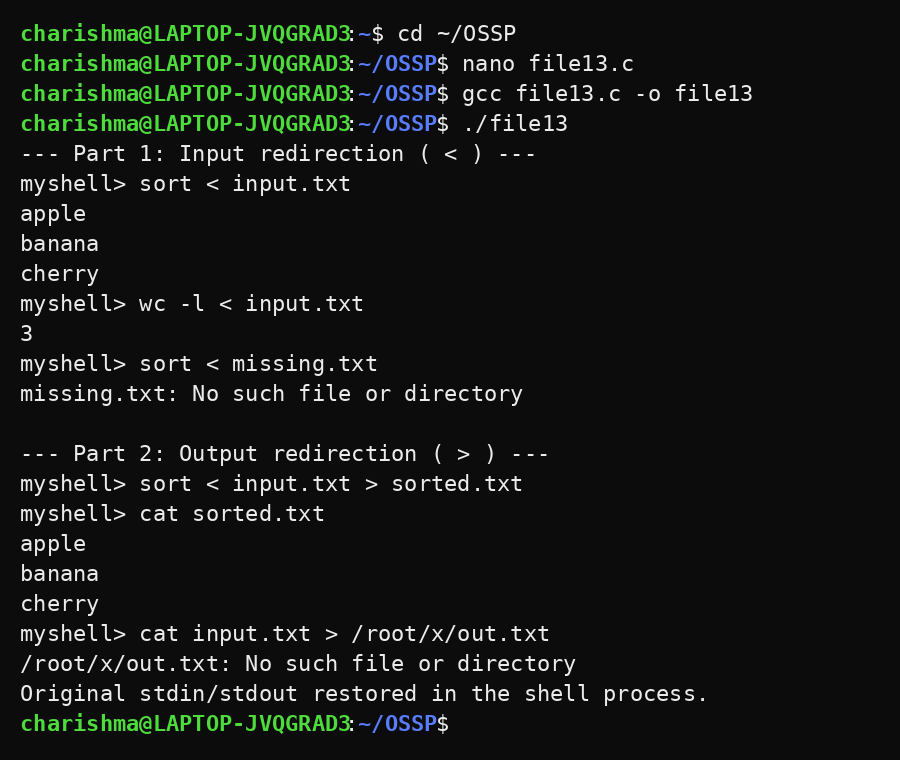 charishma@LAPTOP-JVQGRAD3:~$ cd ~/OSSP
charishma@LAPTOP-JVQGRAD3:~/OSSP$ nano file13.c
charishma@LAPTOP-JVQGRAD3:~/OSSP$ gcc file13.c -o file13
charishma@LAPTOP-JVQGRAD3:~/OSSP$ ./file13
--- Part 1: Input redirection ( < ) ---
myshell> sort < input.txt
apple
banana
cherry
myshell> wc -l < input.txt
3
myshell> sort < missing.txt
missing.txt: No such file or directory

--- Part 2: Output redirection ( > ) ---
myshell> sort < input.txt > sorted.txt
myshell> cat sorted.txt
apple
banana
cherry
myshell> cat input.txt > /root/x/out.txt
/root/x/out.txt: No such file or directory
Original stdin/stdout restored in the shell process.
charishma@LAPTOP-JVQGRAD3:~/OSSP$